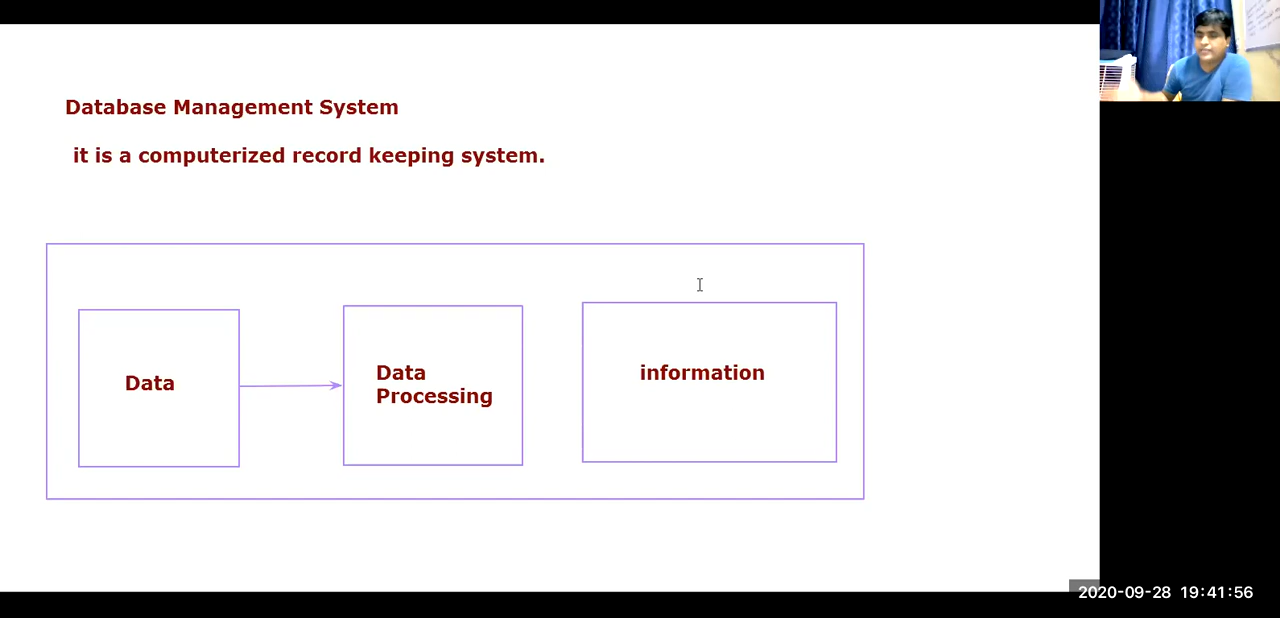 Database Management System
it is a computerized record keeping system.
Data
Data
Processing
information
2020-09-28 19:41:56